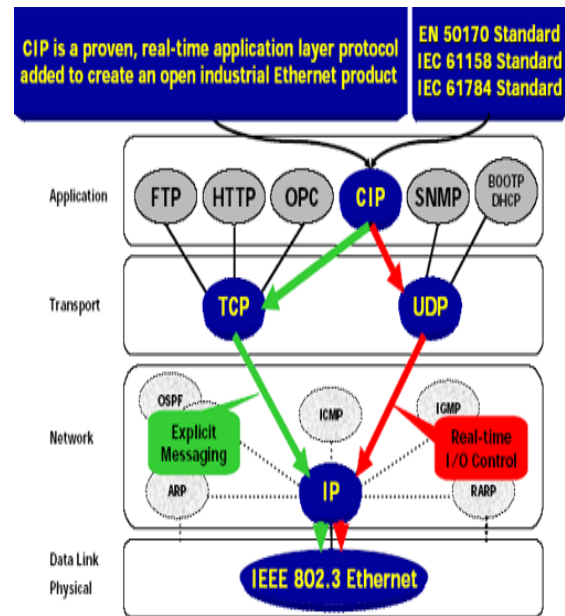 CIP is a proven, real-time application layer protocol
added to create an open industrial Ethernet product
EN 50170 Standard
IEC 61158 Standard
IEC 61784 Standard
Application
FTP
HTTP
OPC
CIP
SNMP
BOOTP
DHCP
Transport
TCP
UDP
Network
OSPF
ICMP
IGMP
Explicit
Messaging
Real-time
I/O Control
ARP
IP
RARP
Data Link
Physical
IEEE 802.3 Ethernet